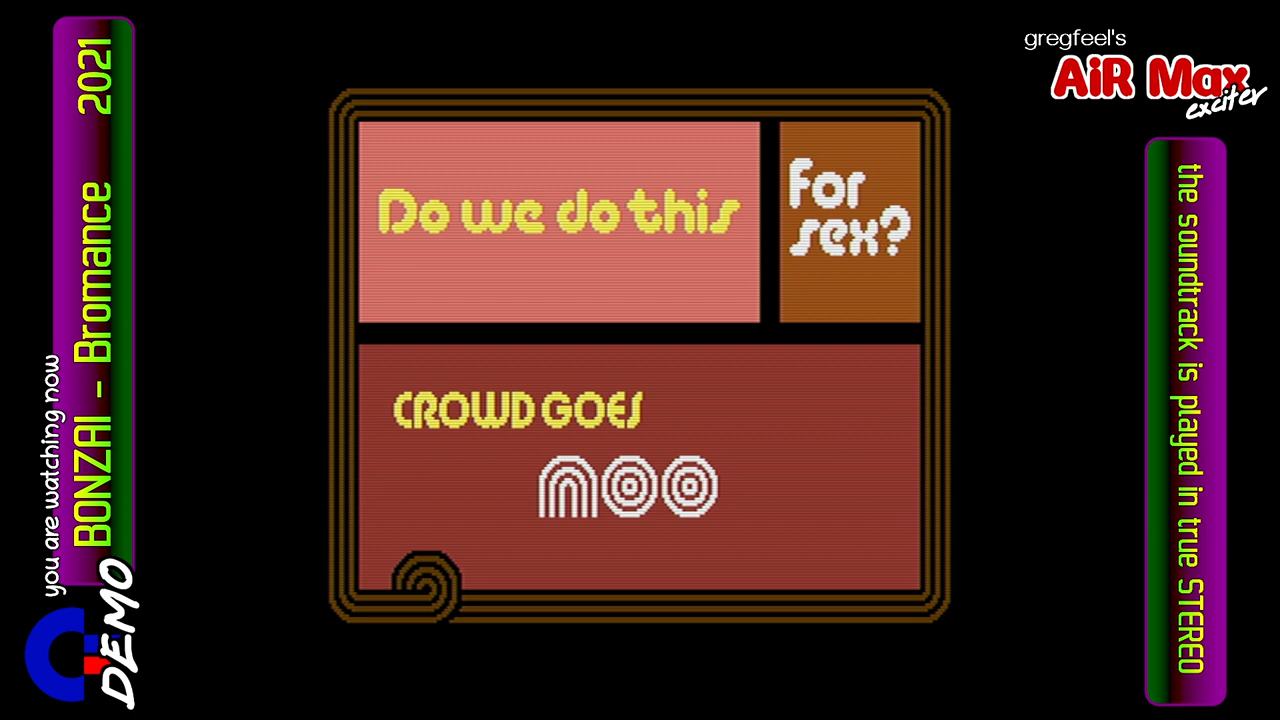 you are watching now
BONZAI - Bromance 2021
DEMO
gregfeel's
AiR Max
exciter
Do we do this
For
sex?
CROWD GOES
noo
the soundtrack is played in true STEREO